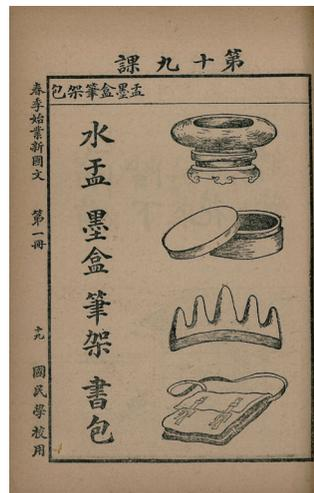 第十九課
盂墨盒筆架包
水盂 墨盒 筆架 書包
春季始業新國文 第一冊 十九 國民學校用